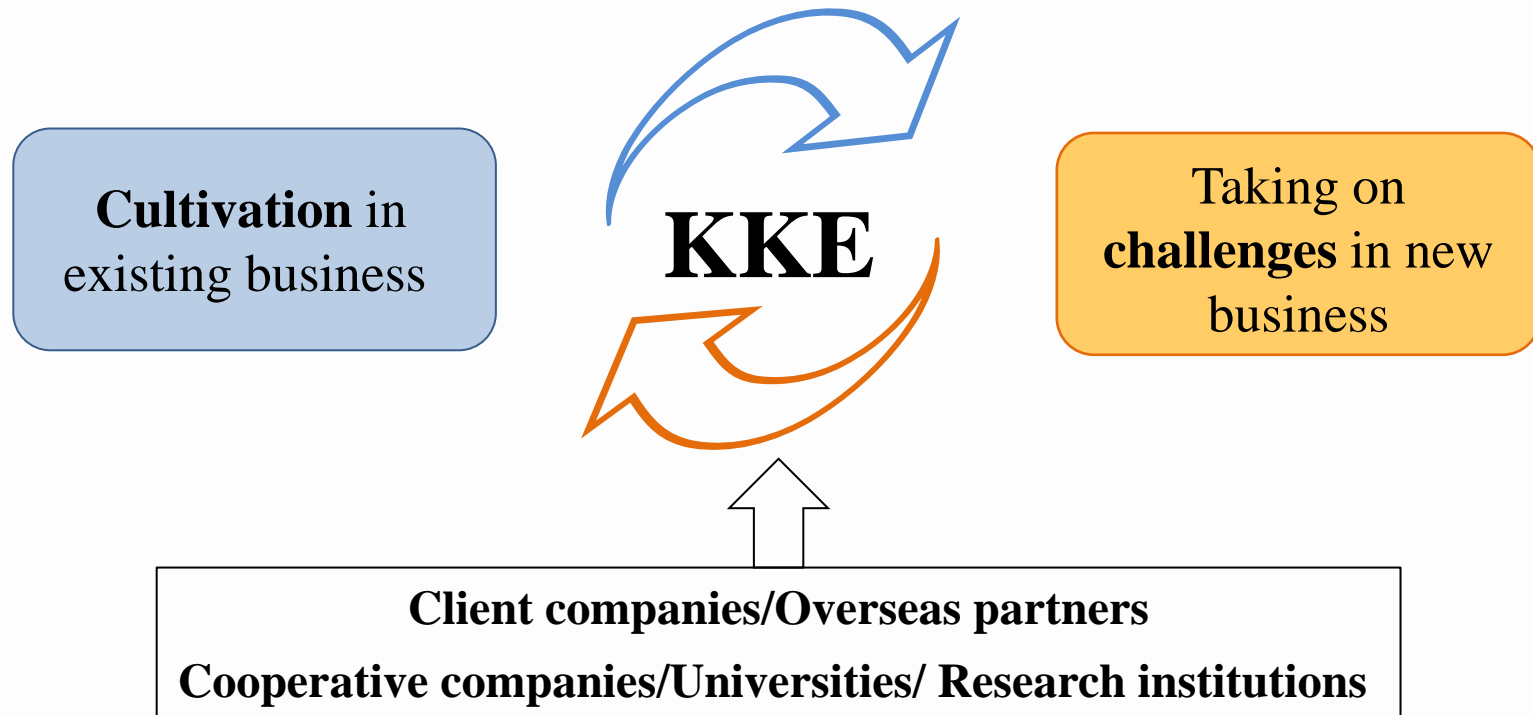 Cultivation in
existing business
KKE
Taking on
challenges in new
business
Client companies/Overseas partners
Cooperative companies/Universities/ Research institutions